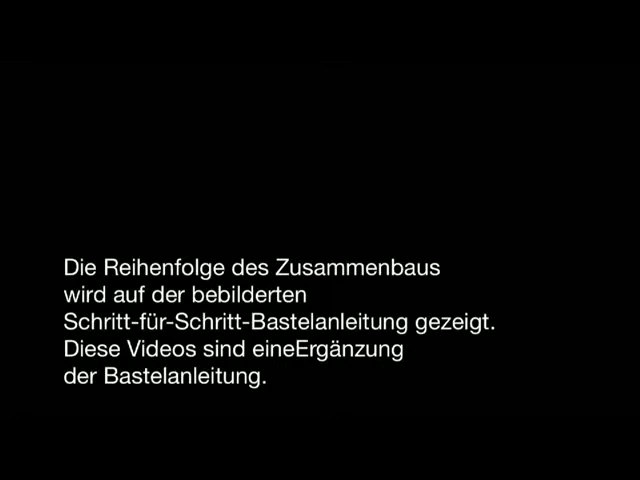 Die Reihenfolge des Zusammenbaus
wird auf der bebilderten
Schritt-für-Schritt-Bastelanleitung gezeigt.
Diese Videos sind eineErgänzung
der Bastelanleitung.